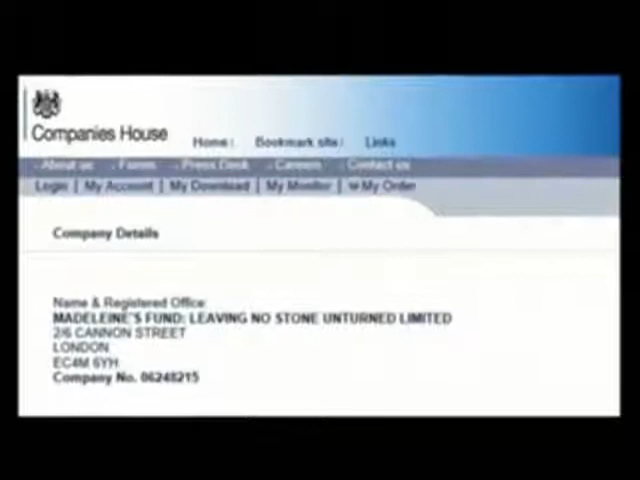 Companies House
Home Bookmark site Links
About us Forms Press Desk Careers Contact us
Login | My Account | My Download | My Monitor | My Order
Company Details
Name & Registered Office
MADELEINE'S FUND: LEAVING NO STONE UNTURNED LIMITED
2/6 CANNON STREET
LONDON
EC4M 6YH
Company No. 06248215